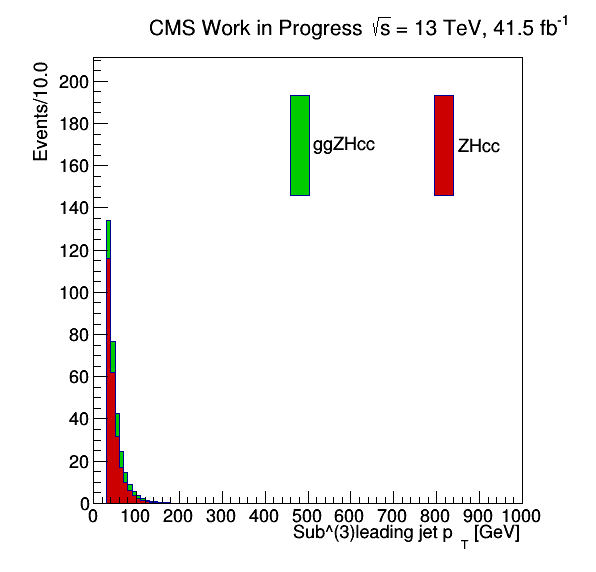 CMS Work in Progress √s = 13 TeV, 41.5 fb⁻¹
Events/10.0
200
180
160
140
120
100
80
60
40
20
0
ggZHcc
ZHcc
0 100 200 300 400 500 600 700 800 900 1000
Sub^(3)leading jet p_T [GeV]